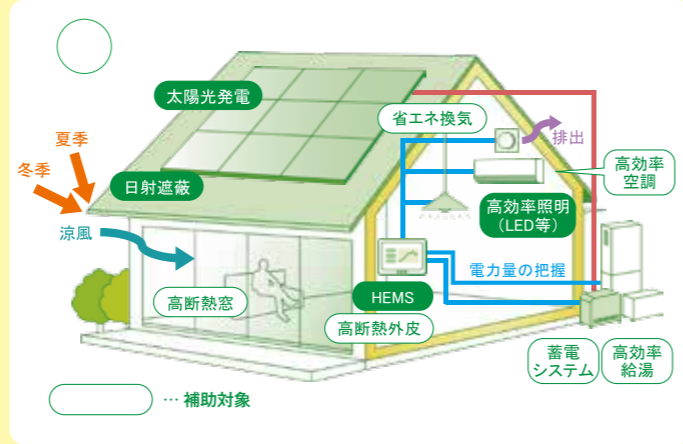 太陽光発電
省エネ換気
排出
夏季
冬季
高効率
空調
日射遮蔽
高効率照明
（LED等）
涼風
電力量の把握
高断熱窓
HEMS
高断熱外皮
蓄電
システム
高効率
給湯
… 補助対象